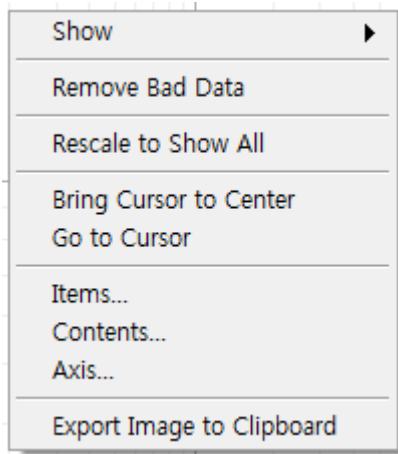 Show
Remove Bad Data
Rescale to Show All
Bring Cursor to Center
Go to Cursor
Items...
Contents...
Axis...
Export Image to Clipboard